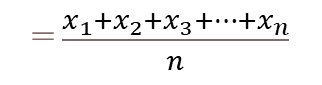 = x₁+x₂+x₃+⋯+xₙ
n